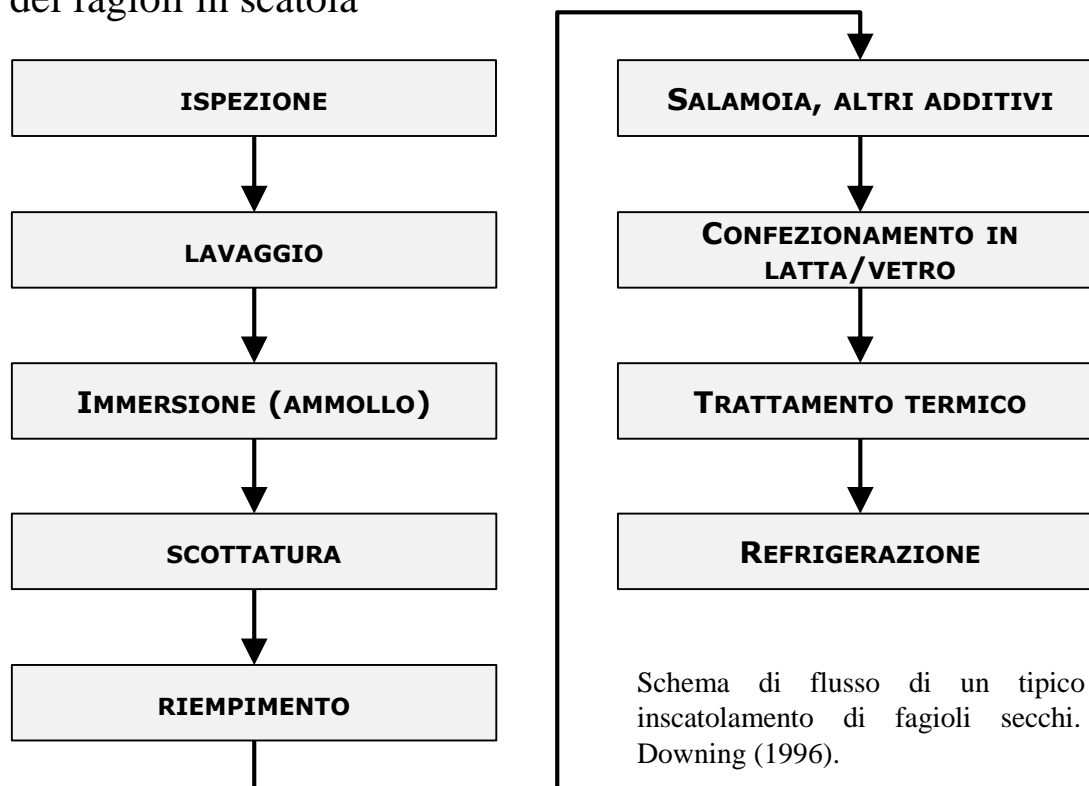 dei fagioli in scatola
ISPEZIONE
LAVAGGIO
IMMERSIONE (AMMOLLO)
SCOTTATURA
RIEMPIMENTO
SALAMOIA, ALTRI ADDITIVI
CONFEZIONAMENTO IN
LATTA/VETRO
TRATTAMENTO TERMICO
REFRIGERAZIONE
Schema di flusso di un tipico
inscatolamento di fagioli secchi.
Downing (1996).